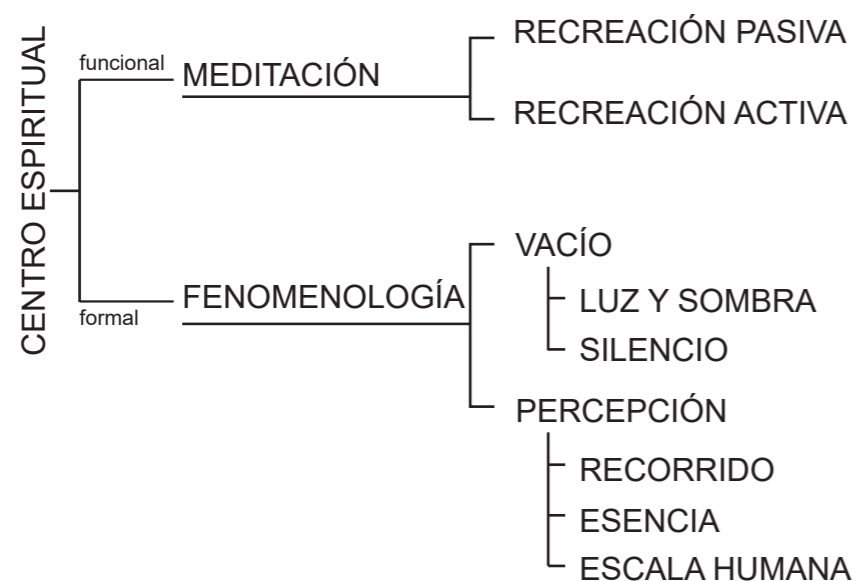 CENTRO ESPIRITUAL
funcional
MEDITACIÓN
RECREACIÓN PASIVA
RECREACIÓN ACTIVA
formal
FENOMENOLOGÍA
VACÍO
LUZ Y SOMBRA
SILENCIO
PERCEPCIÓN
RECORRIDO
ESENCIA
ESCALA HUMANA